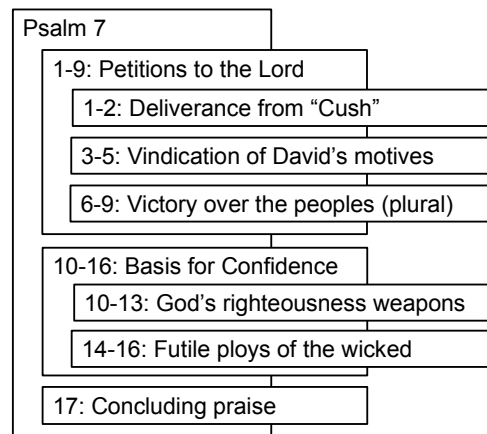 Psalm 7
1-9: Petitions to the Lord
1-2: Deliverance from “Cush”
3-5: Vindication of David’s motives
6-9: Victory over the peoples (plural)
10-16: Basis for Confidence
10-13: God’s righteousness weapons
14-16: Futile ploys of the wicked
17: Concluding praise